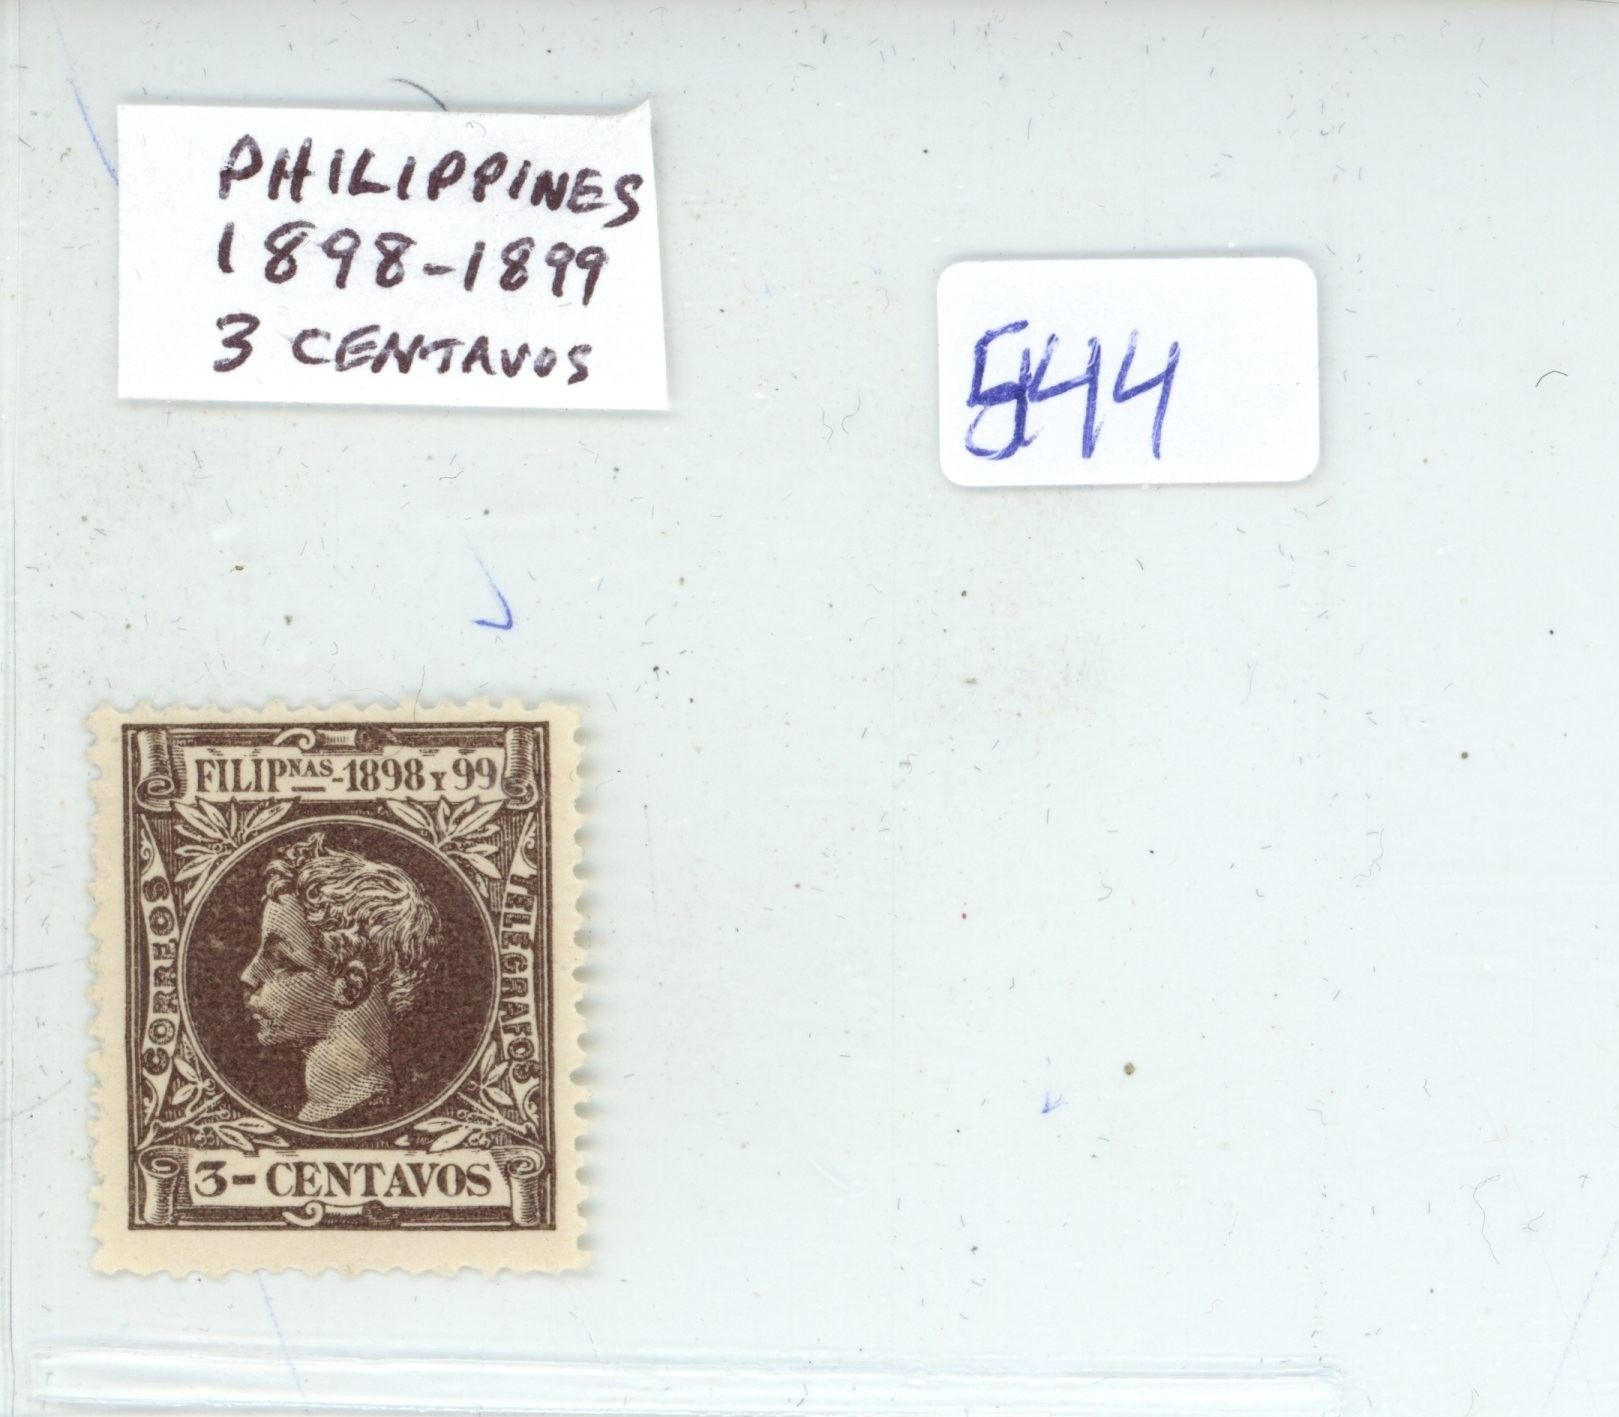 PHILIPPINES
1898-1899
3 CENTAVOS
544
FILIPNAS-1898 Y 99
CORREOS
TELEGRAFOS
3-CENTAVOS